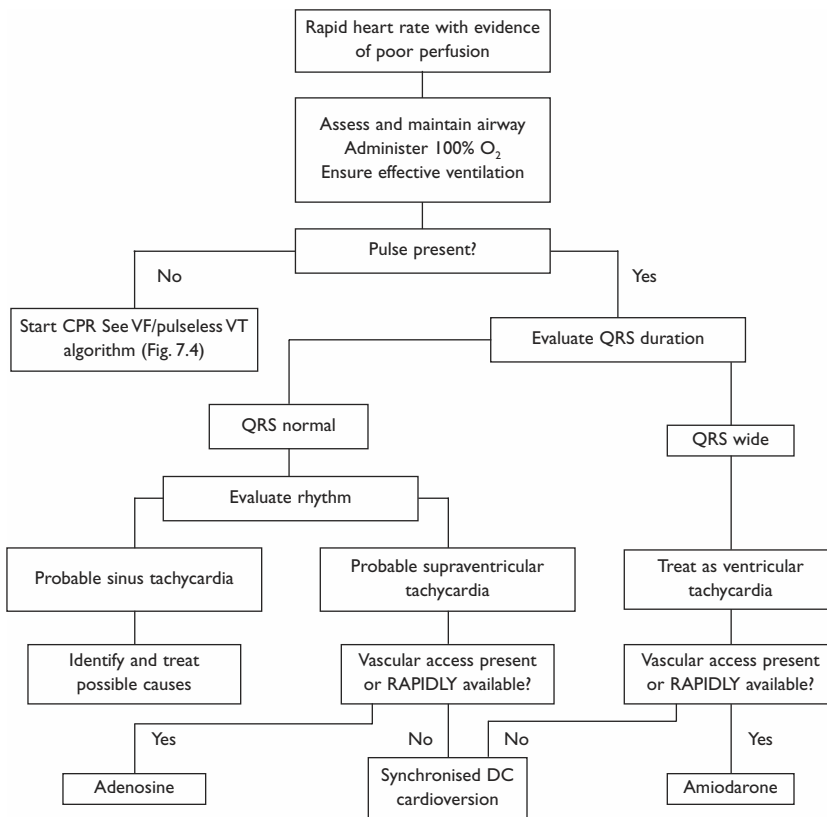 Rapid heart rate with evidence
of poor perfusion
Assess and maintain airway
Administer 100% O₂
Ensure effective ventilation
Pulse present?
No
Yes
Start CPR See VF/pulseless VT
algorithm (Fig. 7.4)
Evaluate QRS duration
QRS normal
QRS wide
Evaluate rhythm
Probable sinus tachycardia
Probable supraventricular
tachycardia
Treat as ventricular
tachycardia
Identify and treat
possible causes
Vascular access present
or RAPIDLY available?
Vascular access present
or RAPIDLY available?
Yes
No
No
Yes
Adenosine
Synchronised DC
cardioversion
Amiodarone